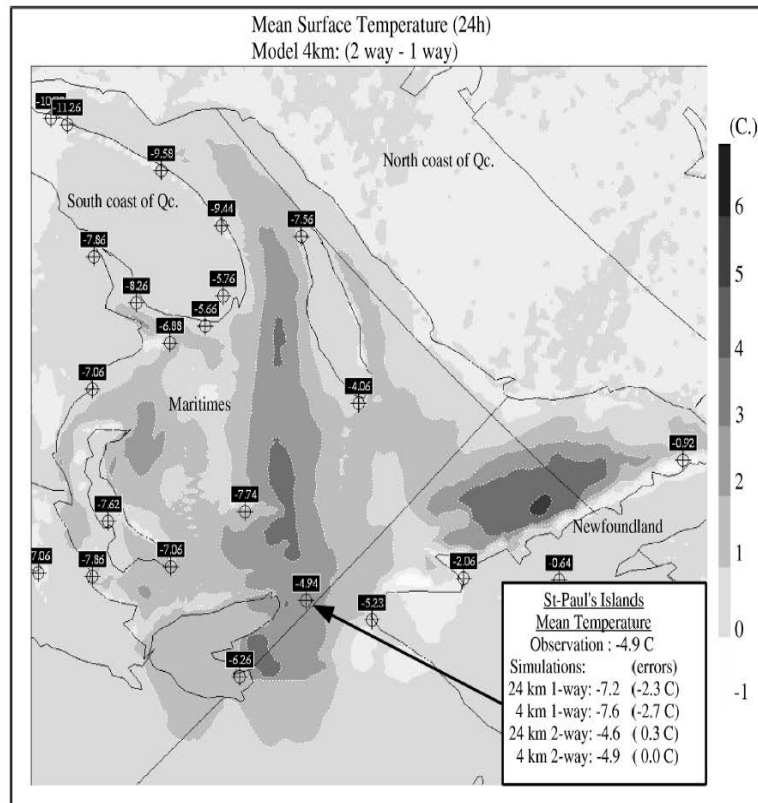 Mean Surface Temperature (24h)
Model 4km: (2 way - 1 way)
(C.)
-11.26
North coast of Qc.
-9.58
South coast of Qc.
6
-9.44
-7.56
-7.86
5
-5.76
-8.26
-5.66
-6.88
4
-7.06
-4.06
Maritimes
3
-0.92
2
-7.74
-7.62
Newfoundland
1
-7.06
7.06
-7.86
-2.06
-0.64
-4.94
-5.23
0
St-Paul's Islands
Mean Temperature
Observation : -4.9 C
-6.26
Simulations: (errors)
24 km 1-way: -7.2 (-2.3 C)
-1
4 km 1-way: -7.6 (-2.7 C)
24 km 2-way: -4.6 ( 0.3 C)
4 km 2-way: -4.9 ( 0.0 C)